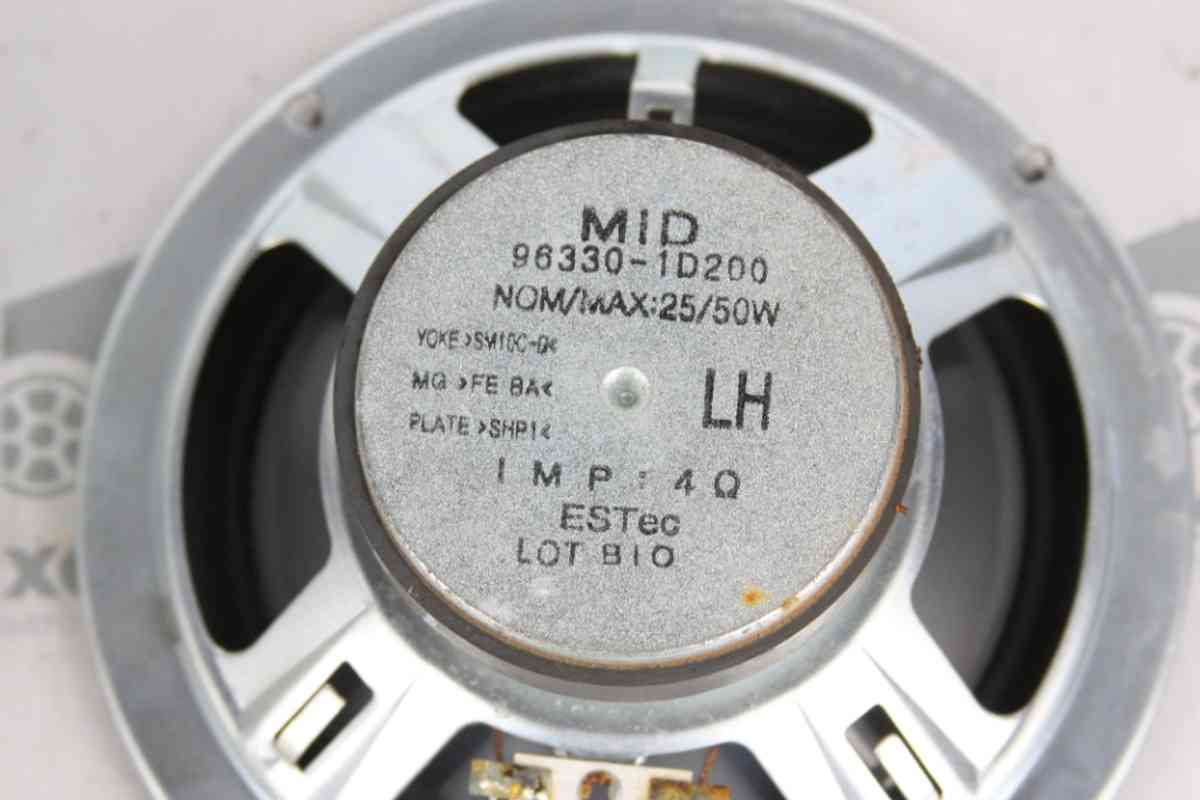 MID
96330-1D200
NOM/MAX:25/50W
YOKE >SM10C-D<
MG >FE BA<
PLATE >SHP1<
LH
IMP:4Ω
ESTec
LOT B10